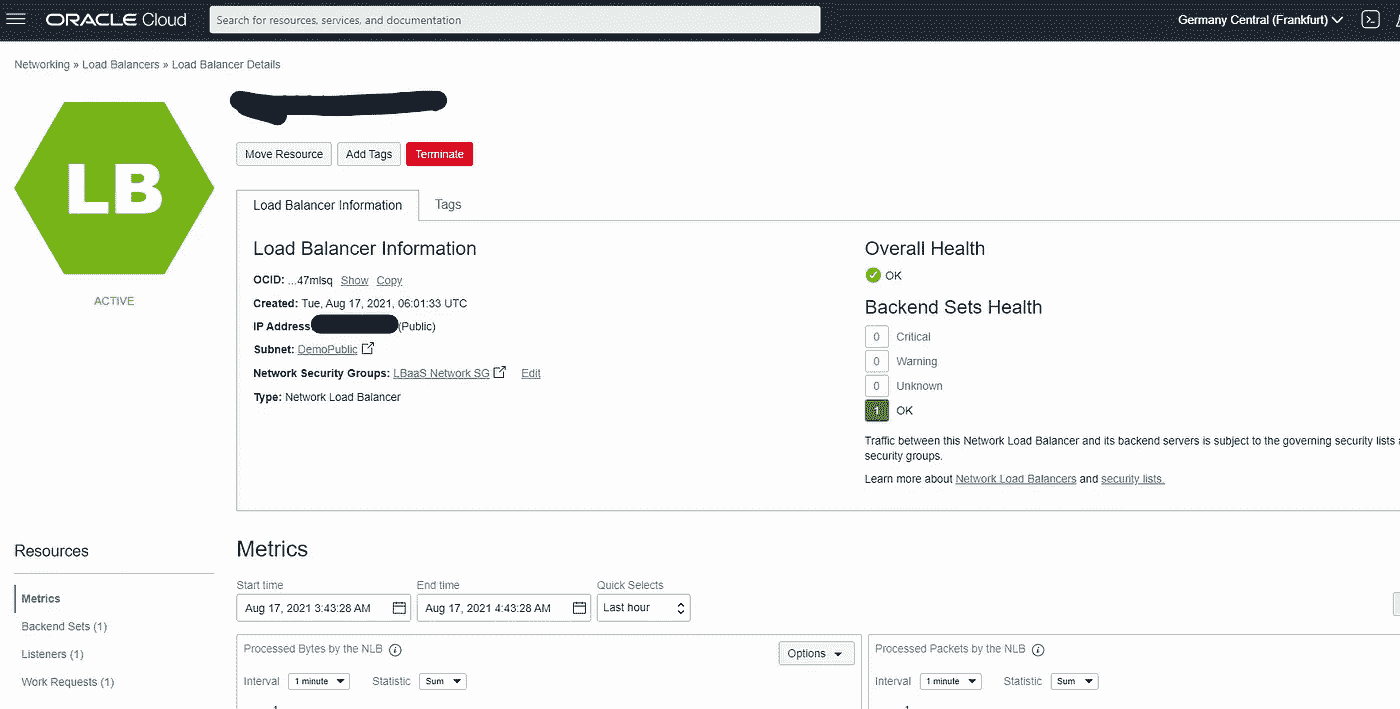 ORACLE Cloud
Search for resources, services, and documentation
Germany Central (Frankfurt)
Networking » Load Balancers » Load Balancer Details
LB
ACTIVE
Move Resource Add Tags Terminate
Load Balancer Information Tags
Load Balancer Information
OCID: ...47mlsq Show Copy
Created: Tue, Aug 17, 2021, 06:01:33 UTC
IP Address (Public)
Subnet: DemoPublic
Network Security Groups: LBaaS Network SG Edit
Type: Network Load Balancer
Overall Health
OK
Backend Sets Health
0 Critical
0 Warning
0 Unknown
1 OK
Traffic between this Network Load Balancer and its backend servers is subject to the governing security lists
security groups.
Learn more about Network Load Balancers and security lists.
Resources
Metrics
Backend Sets (1)
Listeners (1)
Work Requests (1)
Metrics
Start time End time Quick Selects
Aug 17, 2021 3:43:28 AM Aug 17, 2021 4:43:28 AM Last hour
Processed Bytes by the NLB Options
Interval 1 minute Statistic Sum
Processed Packets by the NLB
Interval 1 minute Statistic Sum